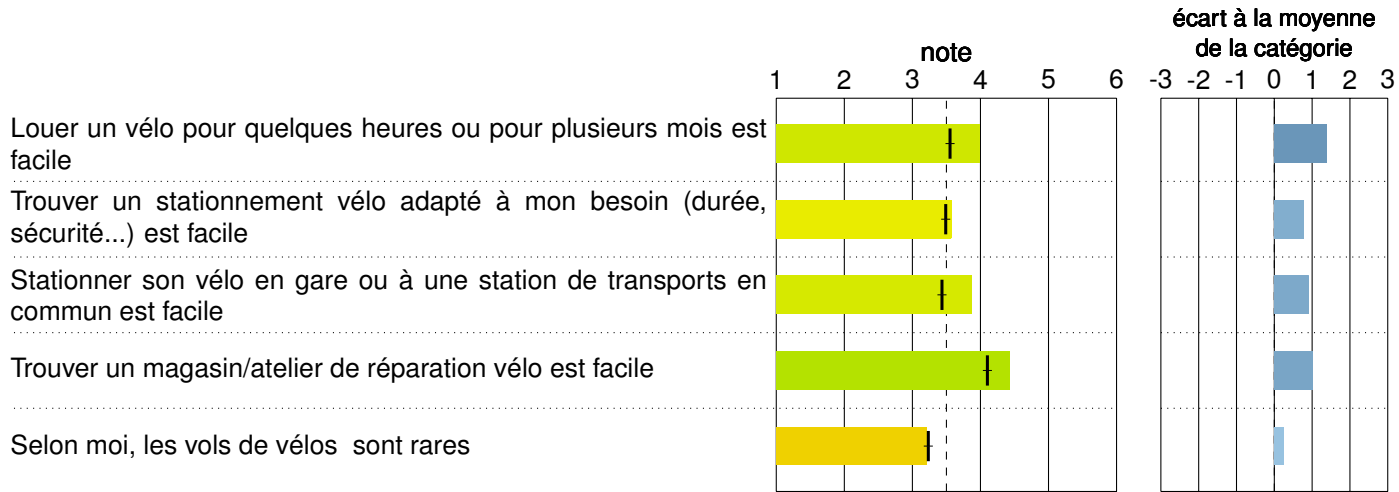 écart à la moyenne
de la catégorie
note
1 2 3 4 5 6
-3 -2 -1 0 1 2 3
Louer un vélo pour quelques heures ou pour plusieurs mois est
facile
Trouver un stationnement vélo adapté à mon besoin (durée,
sécurité...) est facile
Stationner son vélo en gare ou à une station de transports en
commun est facile
Trouver un magasin/atelier de réparation vélo est facile
Selon moi, les vols de vélos sont rares